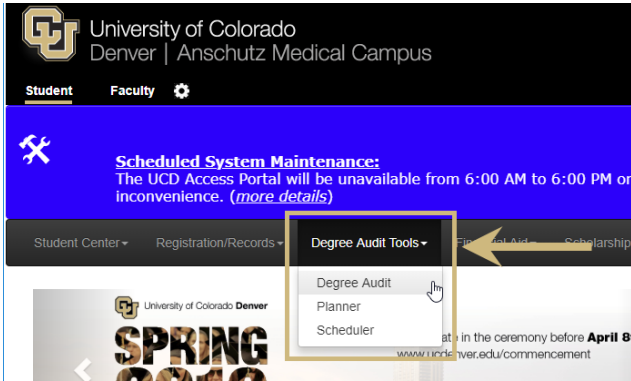 University of Colorado
Denver | Anschutz Medical Campus
Student Faculty
Scheduled System Maintenance:
The UCD Access Portal will be unavailable from 6:00 AM to 6:00 PM on
inconvenience. (more details)
Student Center Registration/Records Degree Audit Tools Financial Aid Scholarship
Degree Audit
Planner
Scheduler
University of Colorado Denver
SPRING
ate in the ceremony before April 8
www.ucdenver.edu/commencement